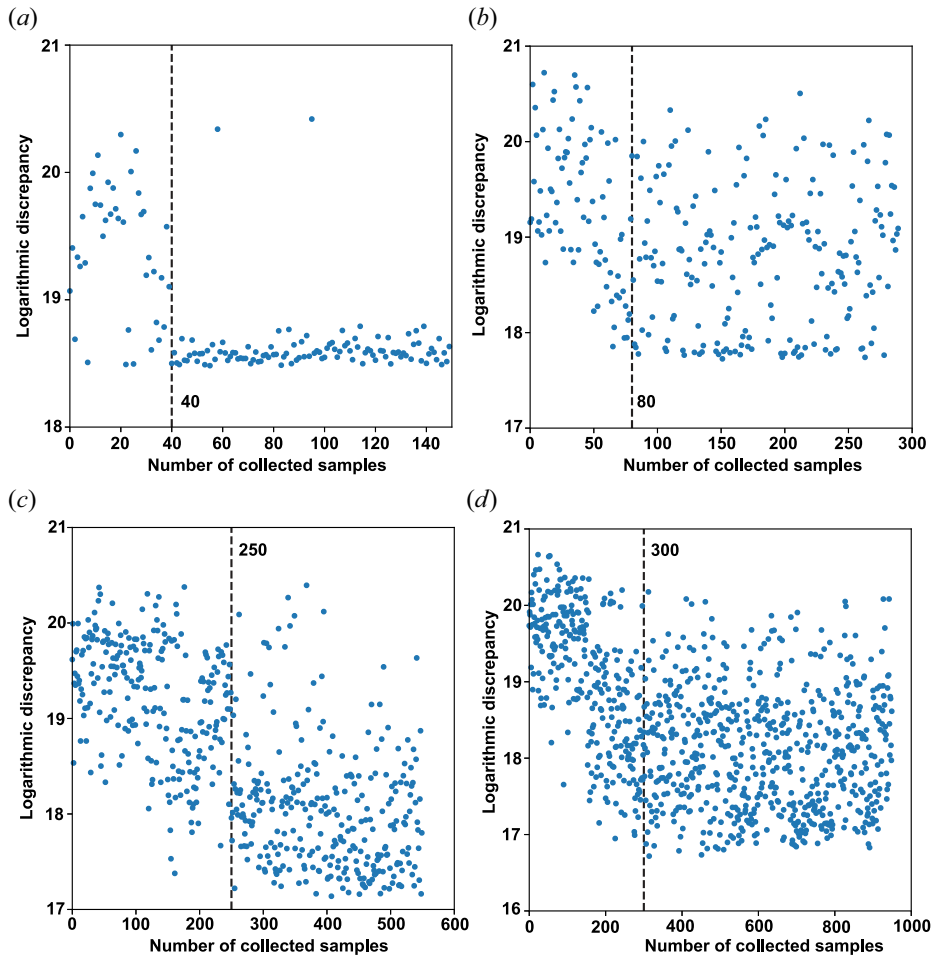 (a)
21
20
19
18
Logarithmic discrepancy
40
0 20 40 60 80 100 120 140
Number of collected samples
(b)
21
20
19
18
17
Logarithmic discrepancy
80
0 50 100 150 200 250 300
Number of collected samples
(c)
21
20
19
18
17
Logarithmic discrepancy
250
0 100 200 300 400 500 600
Number of collected samples
(d)
21
20
19
18
17
16
Logarithmic discrepancy
300
0 200 400 600 800 1000
Number of collected samples